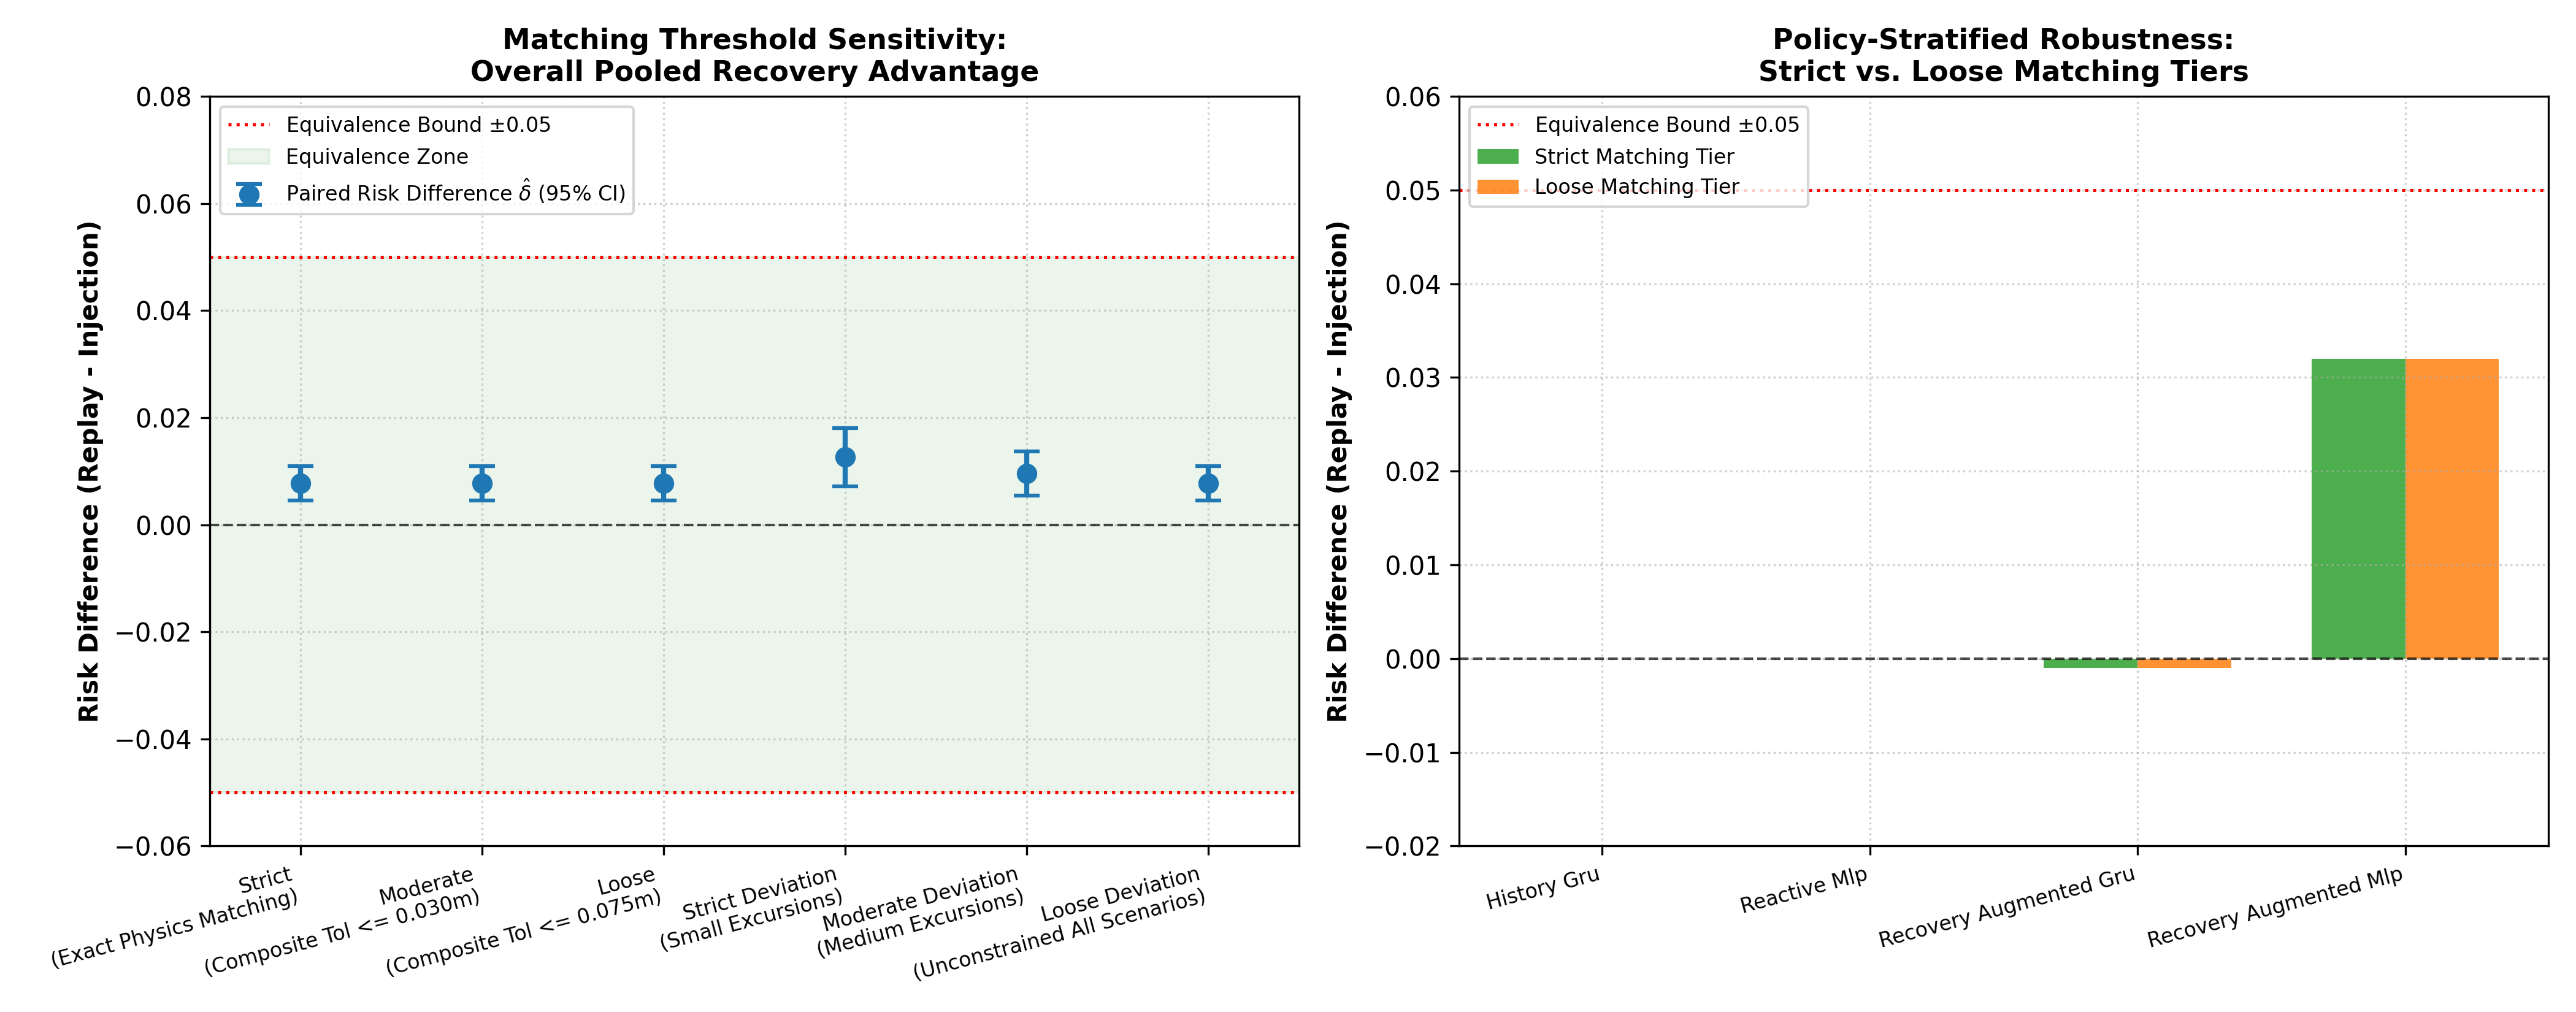 Matching Threshold Sensitivity:
Overall Pooled Recovery Advantage
Risk Difference (Replay - Injection)
0.08
0.06
0.04
0.02
0.00
−0.02
−0.04
−0.06
Equivalence Bound ±0.05
Equivalence Zone
Paired Risk Difference δ̂ (95% CI)
Strict
(Exact Physics Matching)
Moderate
(Composite Tol <= 0.030m)
Loose
(Composite Tol <= 0.075m)
Strict Deviation
(Small Excursions)
Moderate Deviation
(Medium Excursions)
Loose Deviation
(Unconstrained All Scenarios)
Policy-Stratified Robustness:
Strict vs. Loose Matching Tiers
Risk Difference (Replay - Injection)
0.06
0.05
0.04
0.03
0.02
0.01
0.00
−0.01
−0.02
Equivalence Bound ±0.05
Strict Matching Tier
Loose Matching Tier
History Gru
Reactive Mlp
Recovery Augmented Gru
Recovery Augmented Mlp